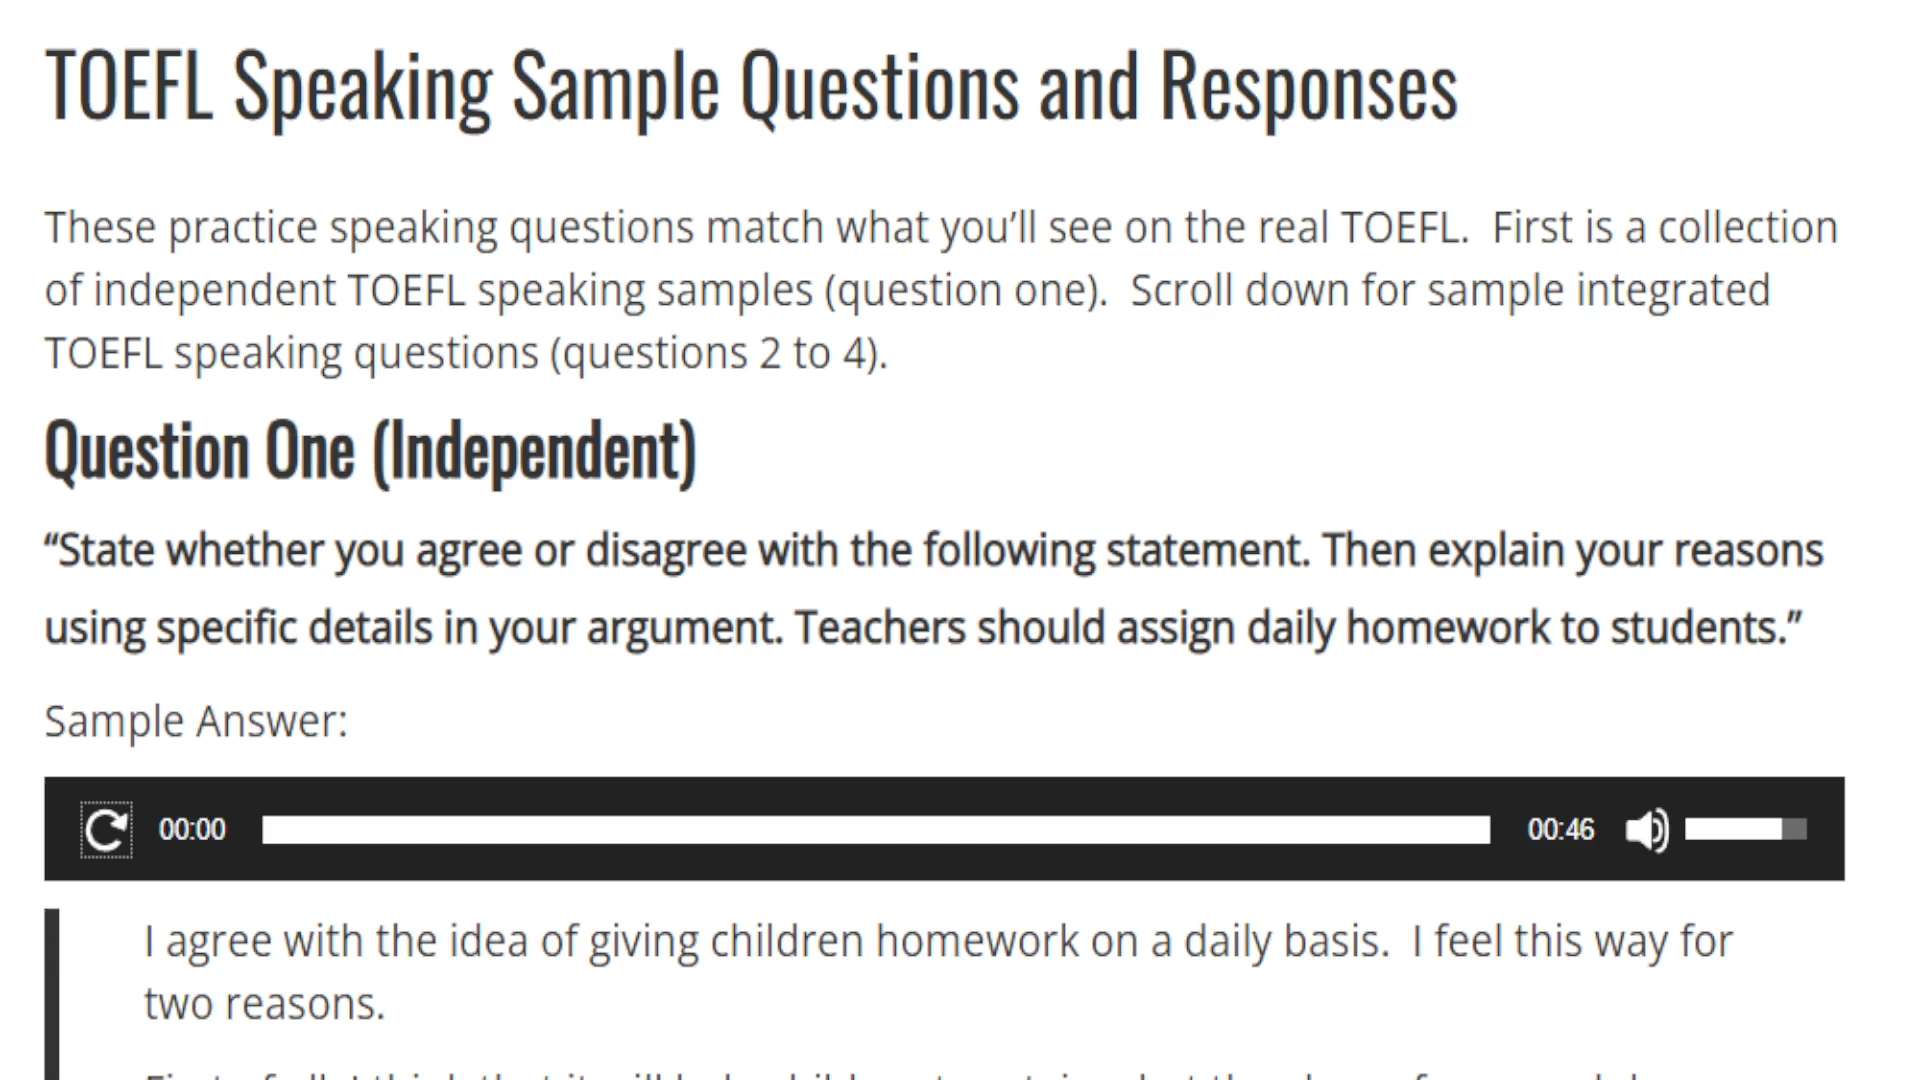 TOEFL Speaking Sample Questions and Responses
These practice speaking questions match what you’ll see on the real TOEFL.  First is a collection
of independent TOEFL speaking samples (question one).  Scroll down for sample integrated
TOEFL speaking questions (questions 2 to 4).
Question One (Independent)
“State whether you agree or disagree with the following statement. Then explain your reasons
using specific details in your argument. Teachers should assign daily homework to students.”
Sample Answer:
00:00 00:46
I agree with the idea of giving children homework on a daily basis.  I feel this way for
two reasons.